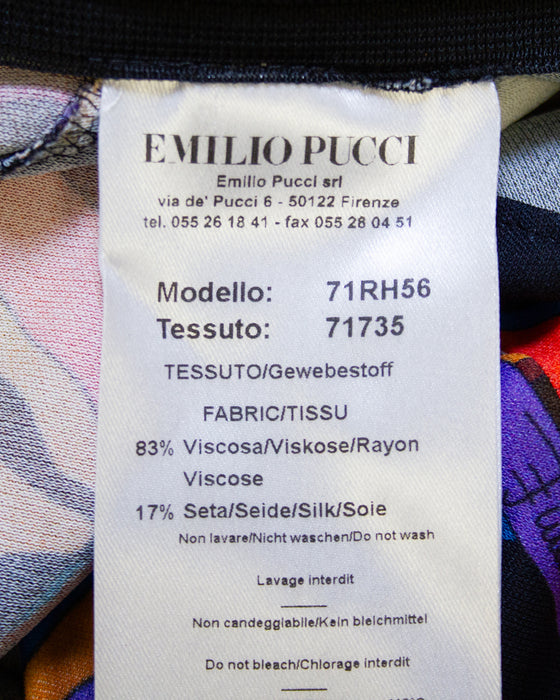 EMILIO PUCCI
Emilio Pucci srl
via de' Pucci 6 - 50122 Firenze
tel. 055 26 18 41 - fax 055 28 04 51
Modello: 71RH56
Tessuto: 71735
TESSUTO/Gewebestoff
FABRIC/TISSU
83% Viscosa/Viskose/Rayon
Viscose
17% Seta/Seide/Silk/Soie
Non lavare/Nicht waschen/Do not wash
Lavage interdit
Non candeggiabile/Kein bleichmittel
Do not bleach/Chlorage interdit